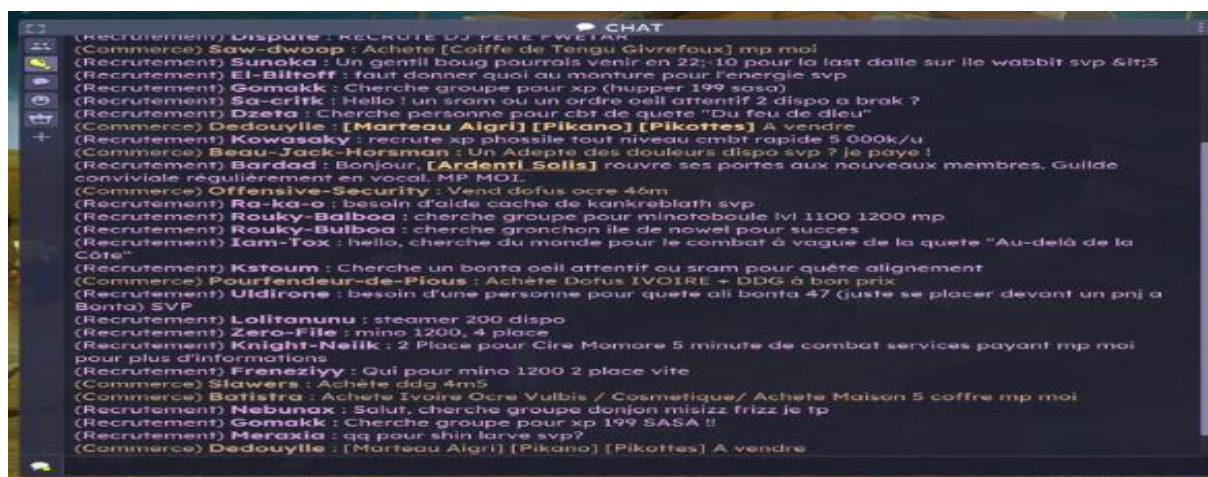 CHAT
(Recrutement) Dispute : RECRUTE DJ PERE FWETAR
(Commerce) Saw-dwoop : Achete [Coiffe de Tengu Givrefoux] mp moi
(Recrutement) Sunoka : Un gentil boug pourrais venir en 22;-10 pour la last dalle sur ile wabbit svp &lt;3
(Recrutement) El-Biltoff : faut donner quoi au monture pour l'energie svp
(Recrutement) Gomakk : Cherche groupe pour xp (hupper 199 sasa)
(Recrutement) Sa-critk : Hello ! un sram ou un ordre oeil attentif 2 dispo a brak ?
(Recrutement) Dzeta : Cherche personne pour cbt de quete "Du feu de dieu"
(Commerce) Dedouylle : [Marteau Aigri] [Pikano] [Pikottes] A vendre
(Recrutement) Kowasaky : recrute xp phossile tout niveau cmbt rapide 5 000k/u
(Commerce) Beau-Jack-Horsman : Un Adepte des douleurs dispo svp ? je paye !
(Recrutement) Bardad : Bonjour, [Ardenti Solis] rouvre ses portes aux nouveaux membres. Guilde
conviviale régulièrement en vocal. MP MOI.
(Commerce) Offensive-Security : Vend dofus ocre 46m
(Recrutement) Ra-ka-o : besoin d'aide cache de kankreblath svp
(Recrutement) Rouky-Balboa : cherche groupe pour minotoboule lvl 1100 1200 mp
(Recrutement) Rouky-Bulboa : cherche gronchon ile de nowel pour succes
(Recrutement) Iam-Tox : hello, cherche du monde pour le combat à vague de la quete "Au-delà de la
Côte"
(Recrutement) Kstoum : Cherche un bonta oeil attentif ou sram pour quête alignement
(Commerce) Pourfendeur-de-Pious : Achète Dofus IVOIRE + DDG à bon prix
(Recrutement) Uldirone : besoin d'une personne pour quete ali bonta 47 (juste se placer devant un pnj a
Bonta) SVP
(Recrutement) Lolitanunu : steamer 200 dispo
(Recrutement) Zero-File : mino 1200, 4 place
(Recrutement) Knight-Neilk : 2 Place pour Cire Momore 5 minute de combat services payant mp moi
pour plus d'informations
(Recrutement) Freneziyy : Qui pour mino 1200 2 place vite
(Commerce) Slawers : Achète ddg 4m5
(Commerce) Batistra : Achete Ivoire Ocre Vulbis / Cosmetique/ Achete Maison 5 coffre mp moi
(Recrutement) Nebunax : Salut, cherche groupe donjon misizz frizz je tp
(Recrutement) Gomakk : Cherche groupe pour xp 199 SASA !!
(Recrutement) Meraxia : qq pour shin larve svp?
(Commerce) Dedouylle : [Marteau Aigri] [Pikano] [Pikottes] A vendre